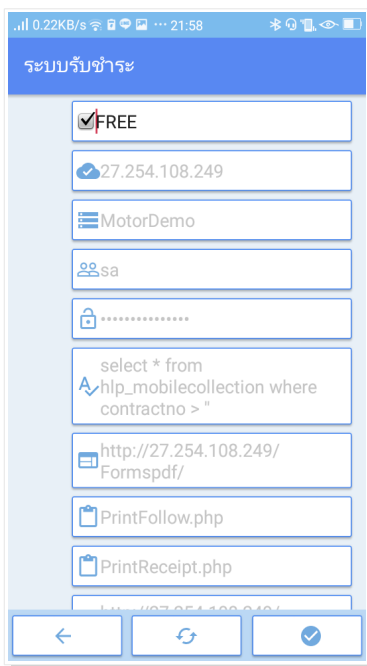 0.22KB/s ··· 21:58
ระบบรับชำระ
FREE
27.254.108.249
MotorDemo
sa
•••••••••••••••
select * from
hlp_mobilecollection where
contractno > "
http://27.254.108.249/
Formspdf/
PrintFollow.php
PrintReceipt.php